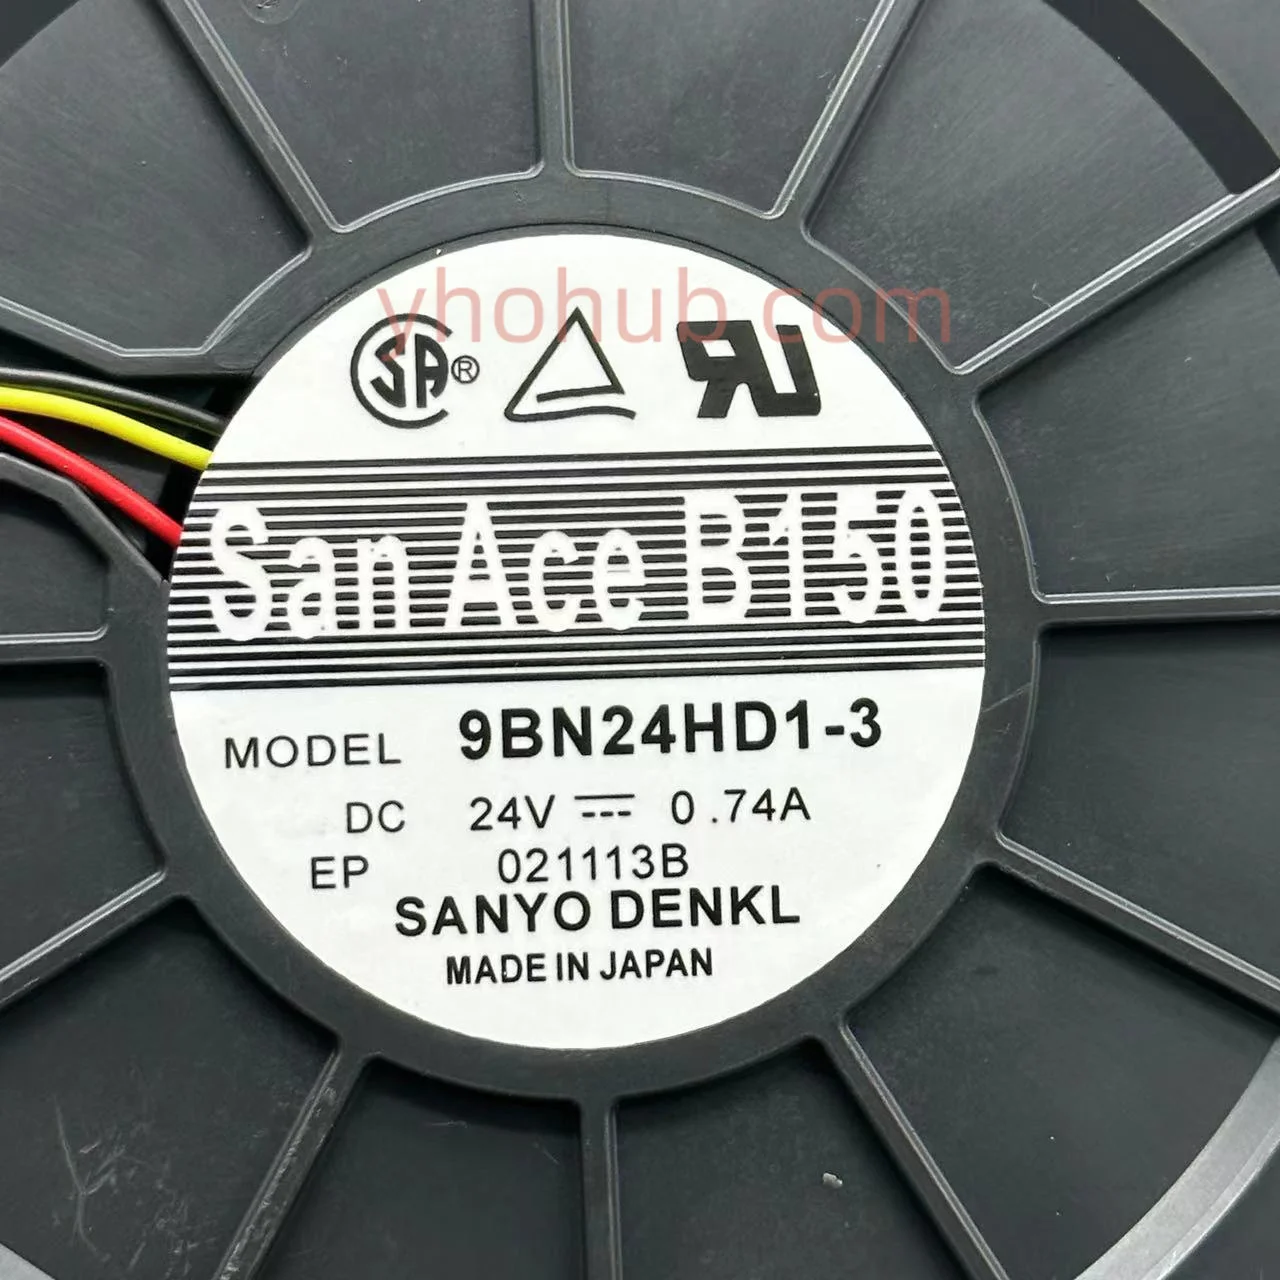 yhohub.com
SA®
San Ace B150
MODEL 9BN24HD1-3
DC 24V 0.74A
EP 021113B
SANYO DENKL
MADE IN JAPAN